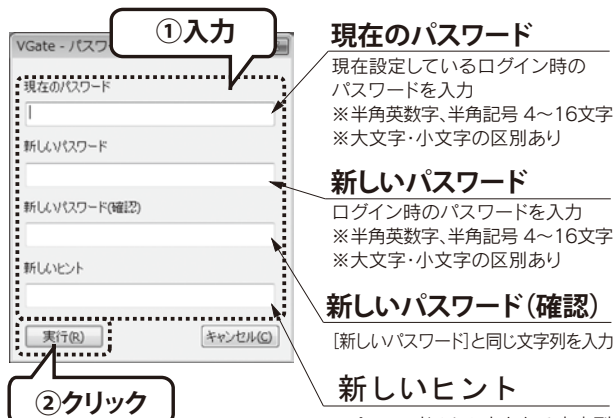 ①入力
VGate - パスワ
現在のパスワード
新しいパスワード
新しいパスワード(確認)
新しいヒント
実行(R)
キャンセル(C)
②クリック
現在のパスワード
現在設定しているログイン時の
パスワードを入力
※半角英数字、半角記号 4〜16文字
※大文字・小文字の区別あり
新しいパスワード
ログイン時のパスワードを入力
※半角英数字、半角記号 4〜16文字
※大文字・小文字の区別あり
新しいパスワード(確認)
[新しいパスワード]と同じ文字列を入力
新しいヒント